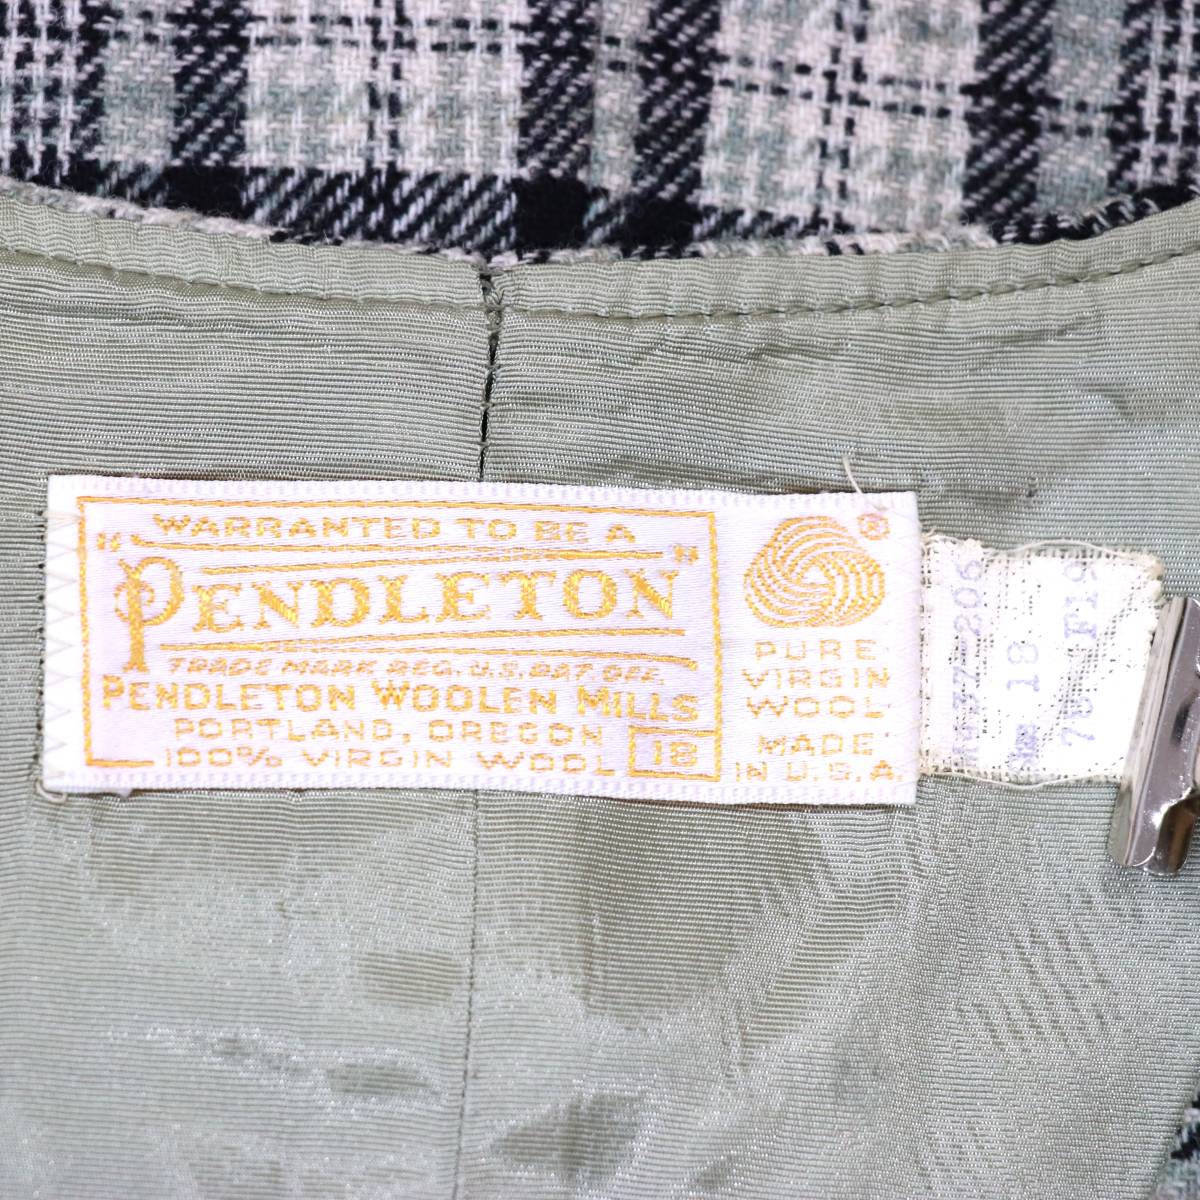 WARRANTED TO BE A
"PENDLETON"
TRADE MARK REG. U.S. PAT. OFF.
PENDLETON WOOLEN MILLS
PORTLAND, OREGON
100% VIRGIN WOOL 18
®
PURE
VIRGIN
WOOL
MADE
IN U.S.A.
18